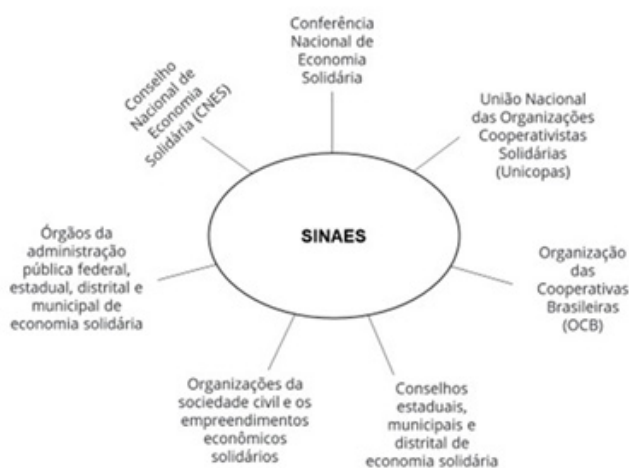 Conferência
Nacional de
Economia
Solidária
Conselho
Nacional de
Economia
Solidária (CNES)
União Nacional
das Organizações
Cooperativistas
Solidárias
(Unicopas)
SINAES
Órgãos da
administração
pública federal,
estadual, distrital e
municipal de
economia solidária
Organização
das
Cooperativas
Brasileiras
(OCB)
Organizações da
sociedade civil e os
empreendimentos
econômicos
solidários
Conselhos
estaduais,
municipais e
distrital de
economia solidária